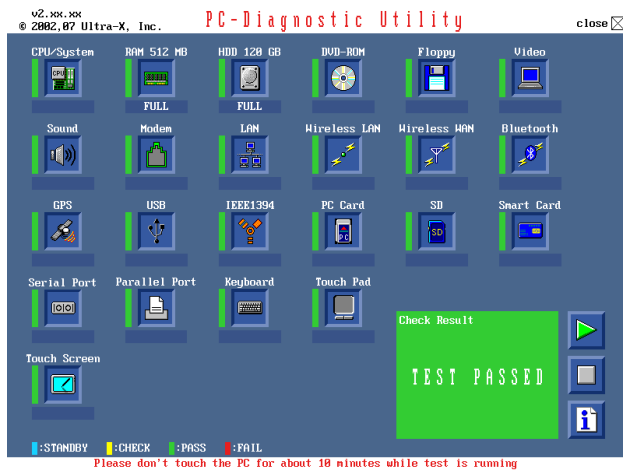 v2.xx.xx
© 2002,07 Ultra-X, Inc.
PC-Diagnostic Utility
close
CPU/System
RAM 512 MB
HDD 120 GB
DVD-ROM
Floppy
Video
CPU
FULL
FULL
Sound
Modem
LAN
Wireless LAN
Wireless WAN
Bluetooth
GPS
USB
IEEE1394
PC Card
SD
Smart Card
PC
SD
Serial Port
Parallel Port
Keyboard
Touch Pad
Check Result
TEST PASSED
Touch Screen
:STANDBY
:CHECK
:PASS
:FAIL
Please don't touch the PC for about 10 minutes while test is running